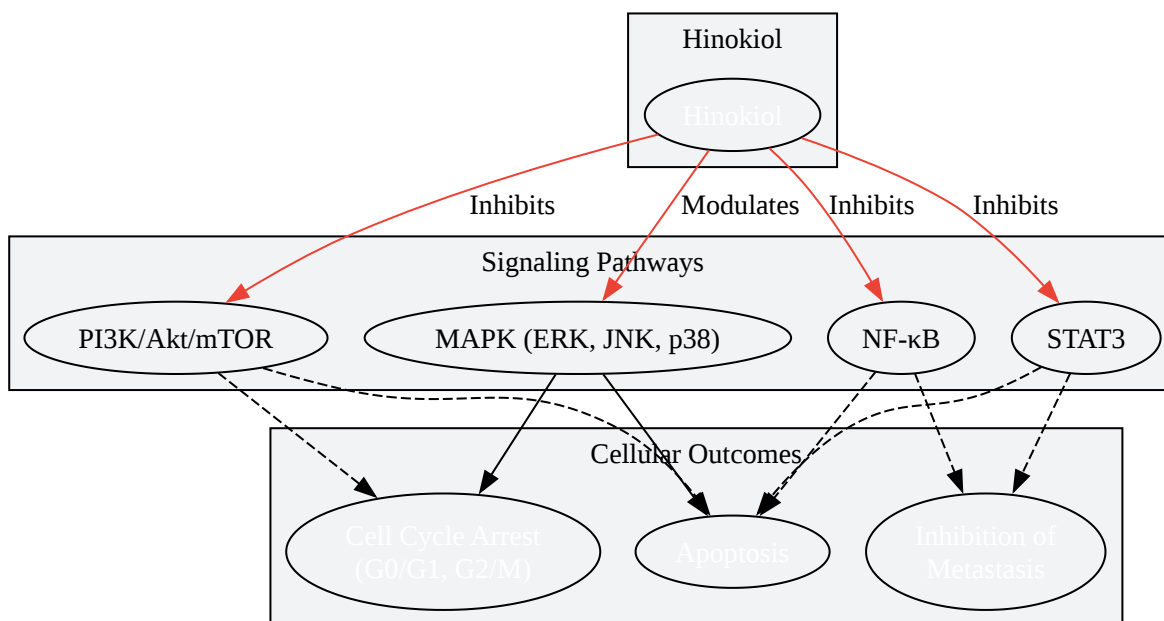 Hinokiol
Hinokiol
Inhibits
Modulates
Inhibits
Inhibits
Signaling Pathways
PI3K/Akt/mTOR
MAPK (ERK, JNK, p38)
NF-κB
STAT3
Cellular Outcomes
Cell Cycle Arrest
(G0/G1, G2/M)
Apoptosis
Inhibition of
Metastasis